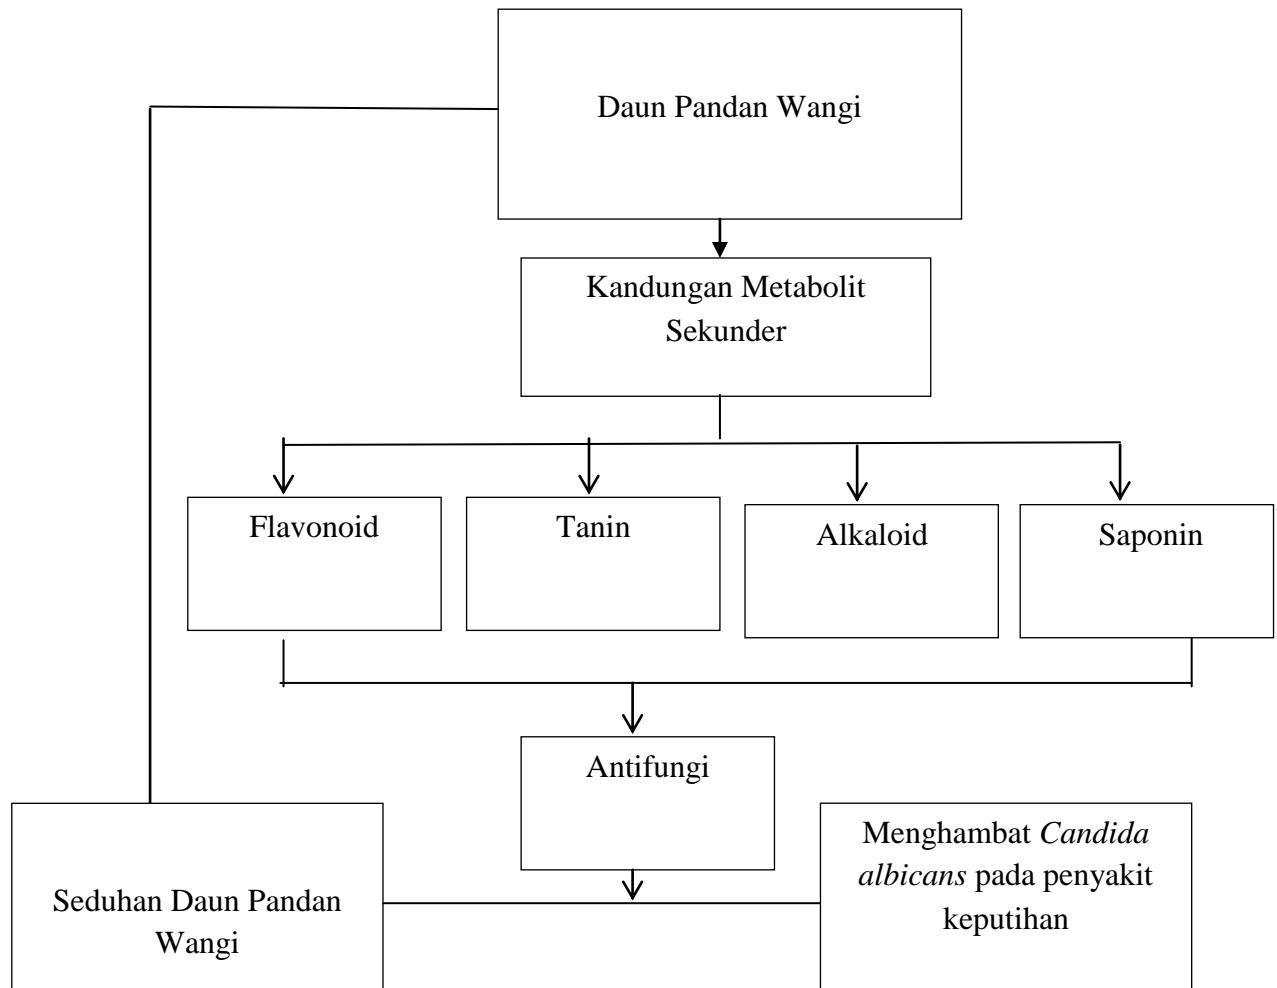 Daun Pandan Wangi
Kandungan Metabolit
Sekunder
Flavonoid
Tanin
Alkaloid
Saponin
Antifungi
Seduhan Daun Pandan
Wangi
Menghambat Candida
albicans pada penyakit
keputihan